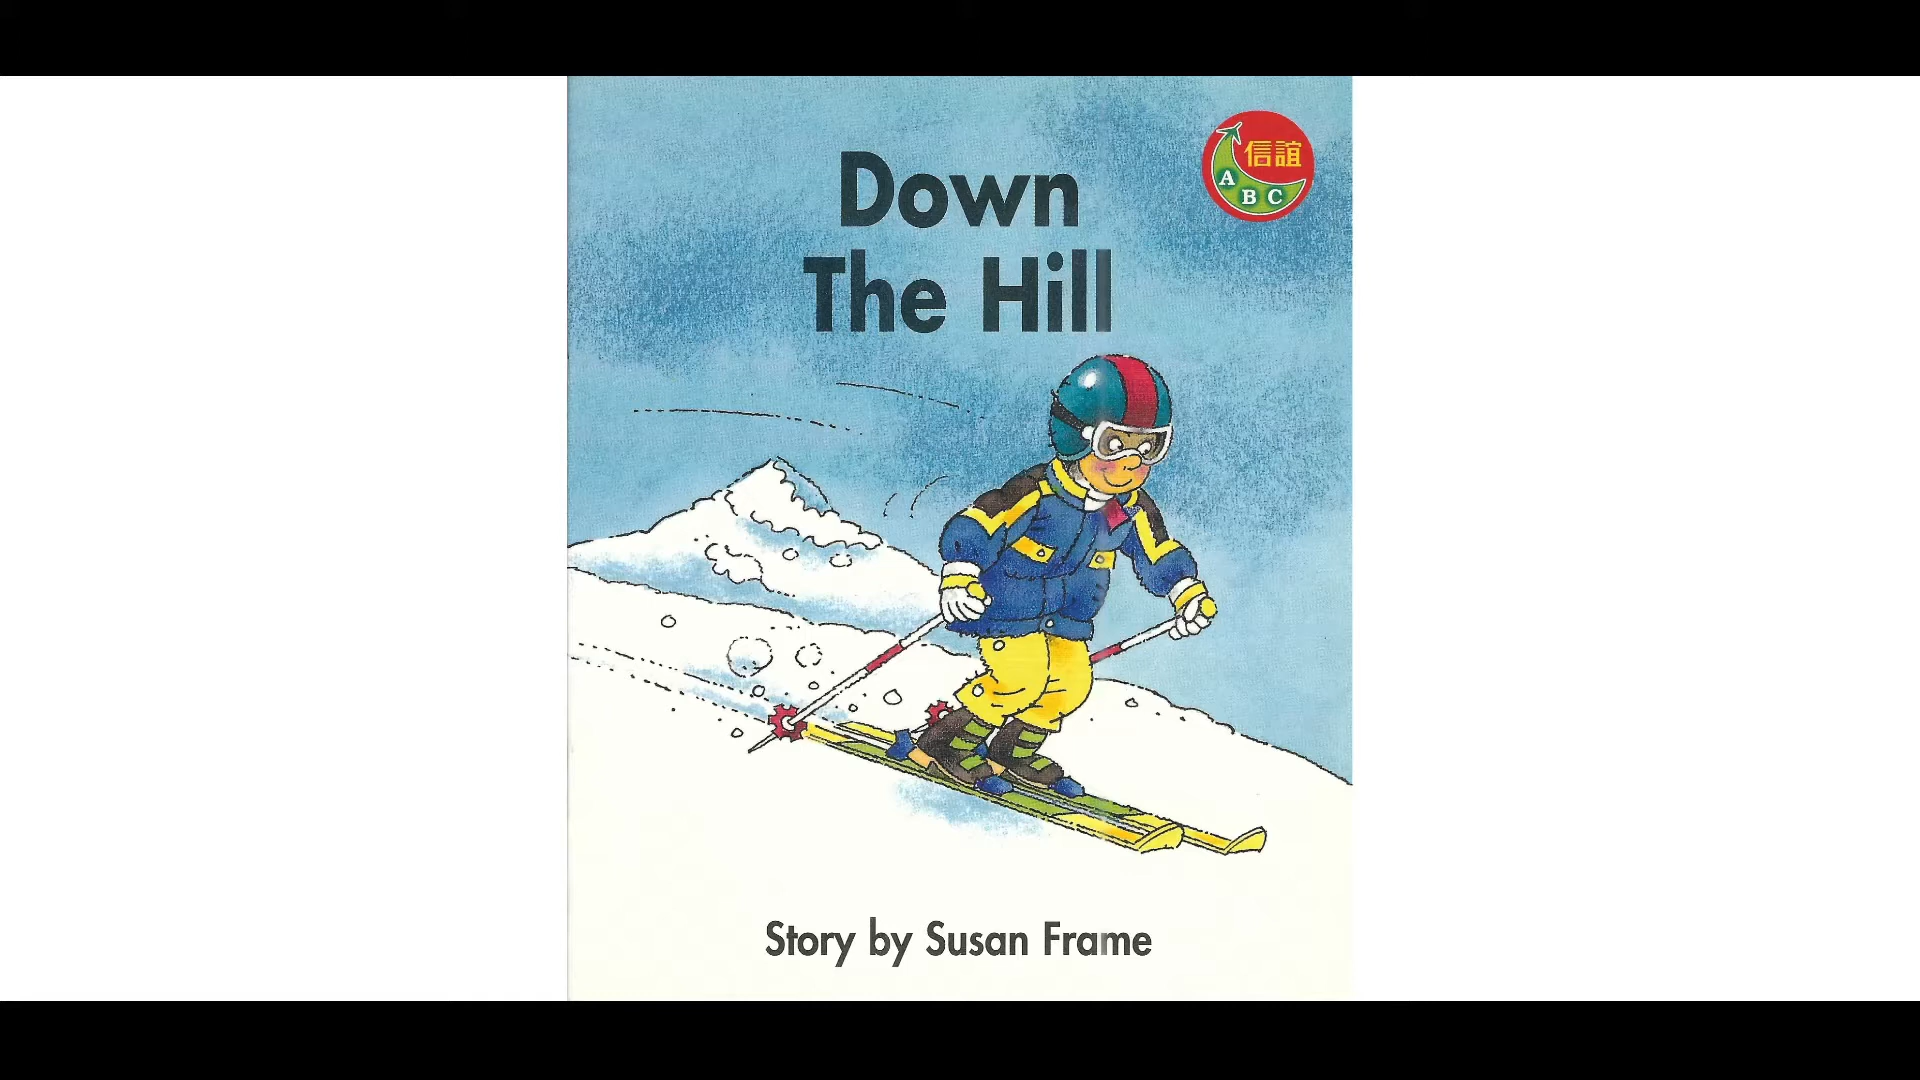 Down
The Hill
信誼
A B C
Story by Susan Frame